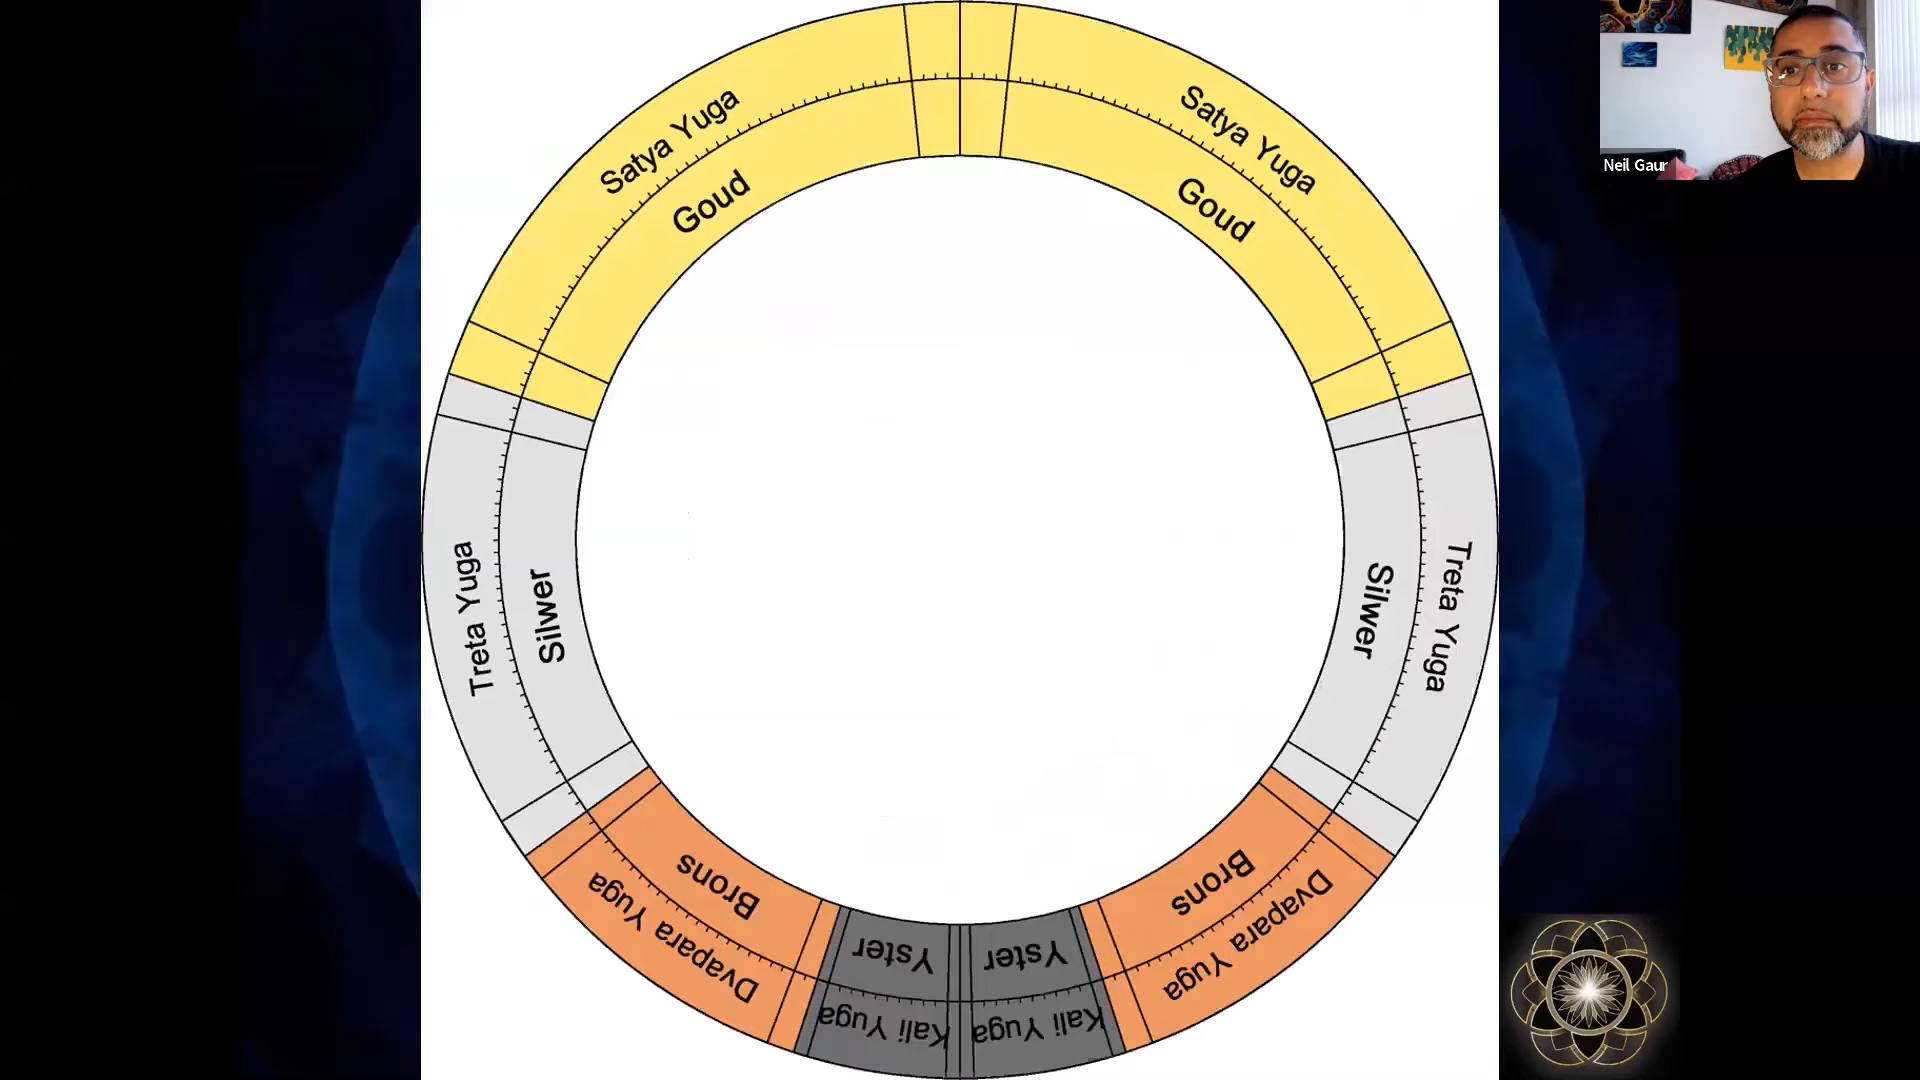 Satya Yuga
Goud
Satya Yuga
Goud
Neil Gaur
Treta Yuga
Silwer
Silwer
Treta Yuga
Brons
Dvapara Yuga
Brons
Dvapara Yuga
Yster
Yster
Kali Yuga
Kali Yuga